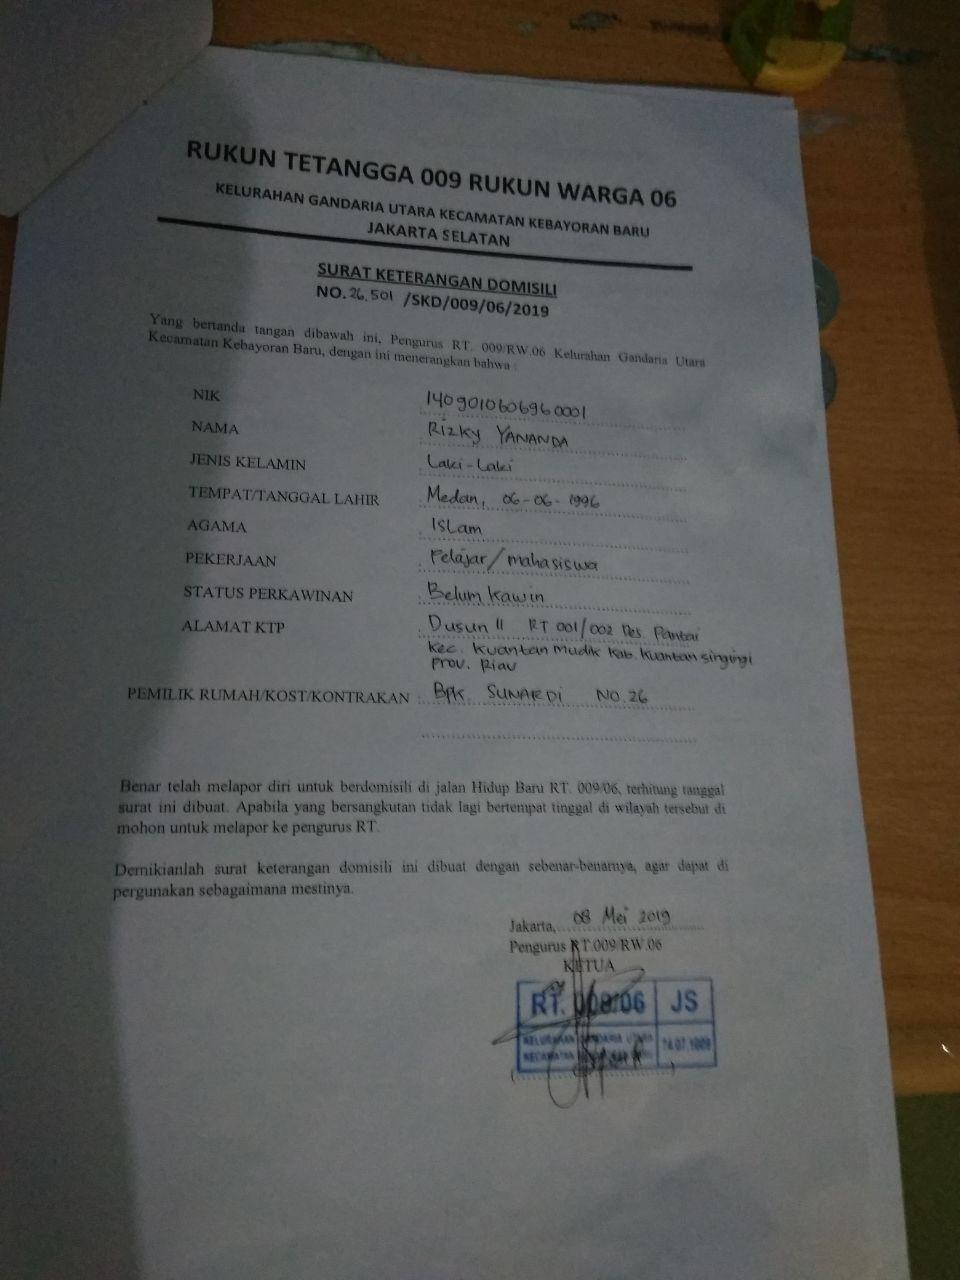 RUKUN TETANGGA 009 RUKUN WARGA 06
KELURAHAN GANDARIA UTARA KECAMATAN KEBAYORAN BARU
JAKARTA SELATAN
SURAT KETERANGAN DOMISILI
NO. 26.501 /SKD/009/06/2019
Yang bertanda tangan dibawah ini, Pengurus RT. 009/RW.06 Kelurahan Gandaria Utara
Kecamatan Kebayoran Baru, dengan ini menerangkan bahwa :
NIK : 1409010606960001
NAMA : Rizky YANANDA
JENIS KELAMIN : Laki-Laki
TEMPAT/TANGGAL LAHIR : Medan, 06-06-1996
AGAMA : Islam
PEKERJAAN : Pelajar/mahasiswa
STATUS PERKAWINAN : Belum Kawin
ALAMAT KTP : Dusun II RT 001/002 Des. Pantai
Kec. Kuantan Mudik Kab. Kuantan singingi
Prov. Riau
PEMILIK RUMAH/KOST/KONTRAKAN : BPK. SUNARDI NO. 26
Benar telah melapor diri untuk berdomisili di jalan Hidup Baru RT. 009/06, terhitung tanggal
surat ini dibuat. Apabila yang bersangkutan tidak lagi bertempat tinggal di wilayah tersebut di
mohon untuk melapor ke pengurus RT.
Demikianlah surat keterangan domisili ini dibuat dengan sebenar-benarnya, agar dapat di
pergunakan sebagaimana mestinya.
Jakarta, 08 Mei 2019
Pengurus RT.009/RW.06
KETUA
RT. 009/06 JS
KELURAHAN GANDARIA UTARA
KECAMATAN